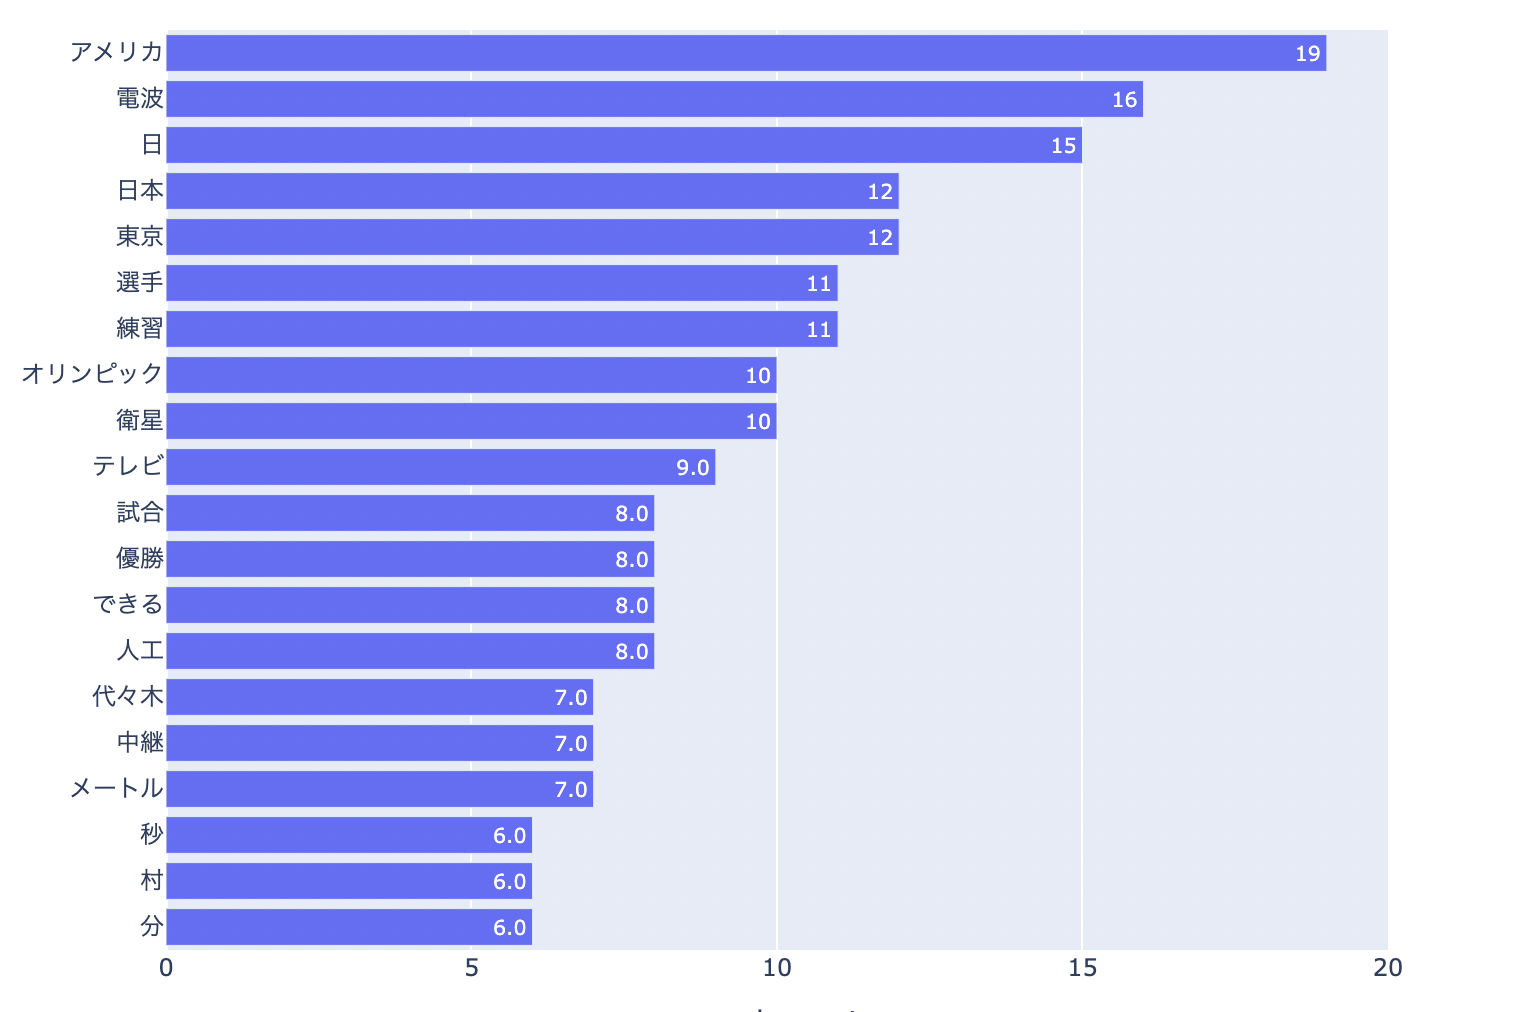 アメリカ 19
電波 16
日 15
日本 12
東京 12
選手 11
練習 11
オリンピック 10
衛星 10
テレビ 9.0
試合 8.0
優勝 8.0
できる 8.0
人工 8.0
代々木 7.0
中継 7.0
メートル 7.0
秒 6.0
村 6.0
分 6.0
0 5 10 15 20